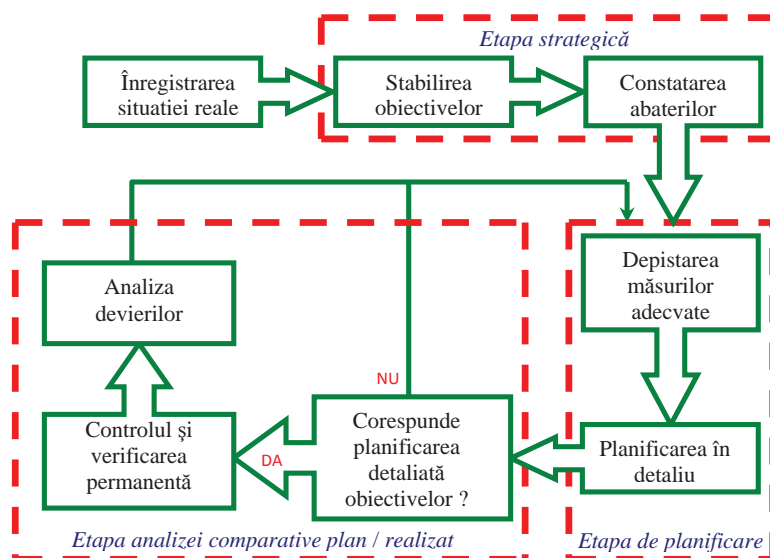 Etapa strategică
Înregistrarea
situatiei reale
Stabilirea
obiectivelor
Constatarea
abaterilor
Depistarea
măsurilor
adecvate
Planificarea în
detaliu
Etapa de planificare
Corespunde
planificarea
detaliată
obiectivelor ?
NU
DA
Controlul şi
verificarea
permanentă
Analiza
devierilor
Etapa analizei comparative plan / realizat